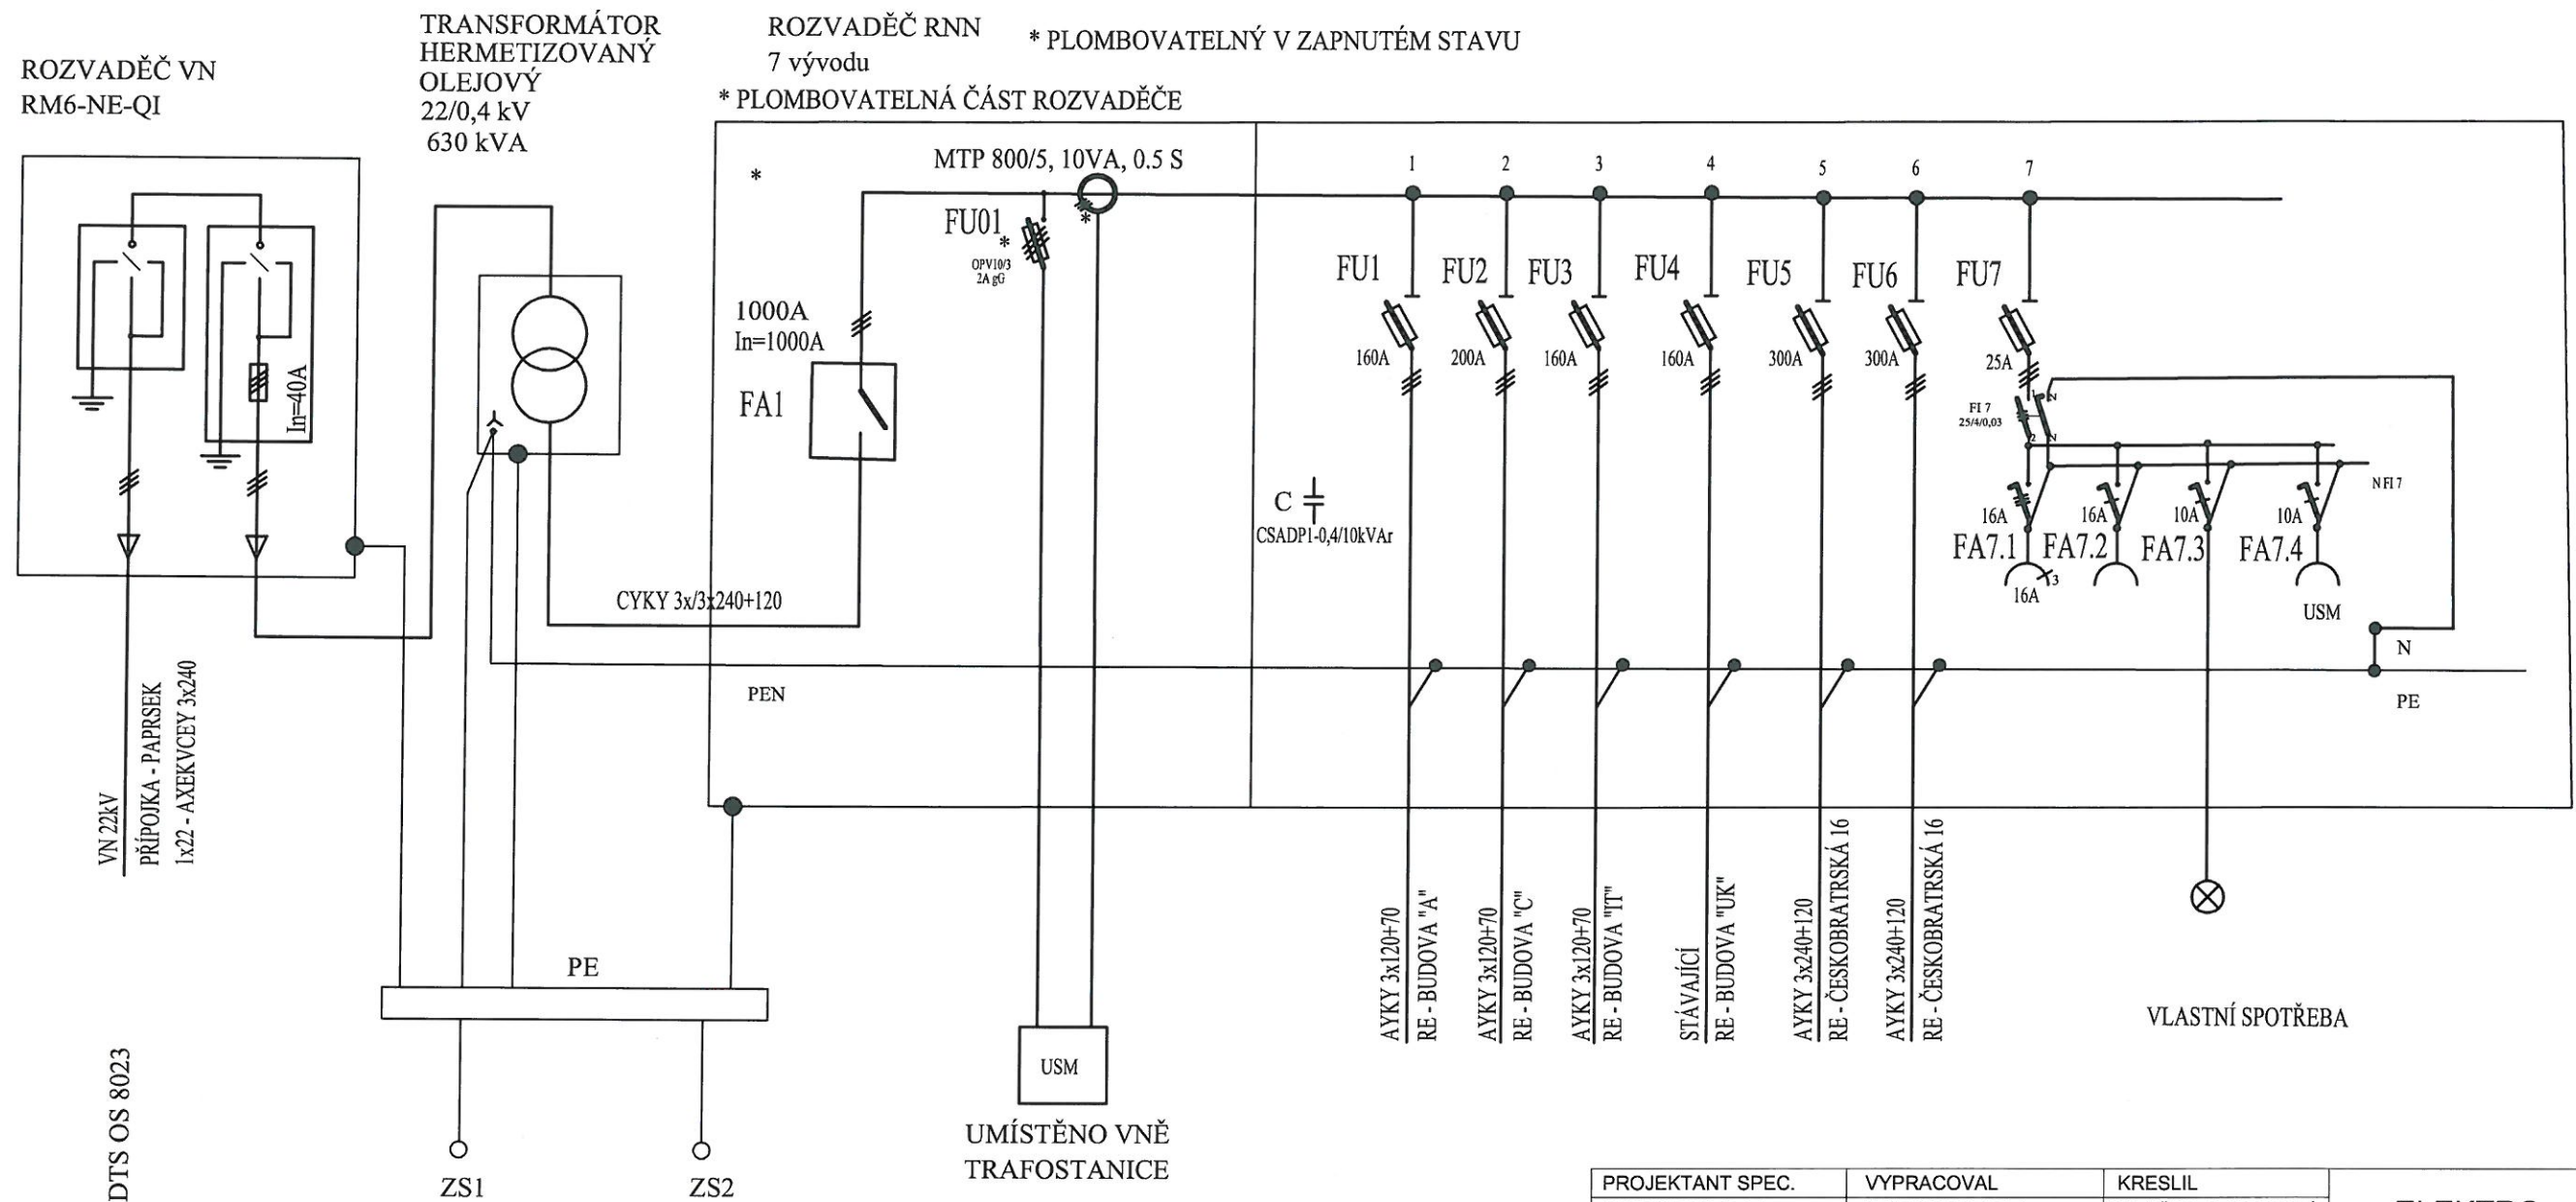 ROZVADĚČ VN
RM6-NE-QI
TRANSFORMÁTOR
HERMETIZOVANÝ
OLEJOVÝ
22/0,4 kV
630 kVA
ROZVADĚČ RNN
7 vývodu
* PLOMBOVATELNÝ V ZAPNUTÉM STAVU
* PLOMBOVATELNÁ ČÁST ROZVADĚČE
*
MTP 800/5, 10VA, 0.5 S
*
FU01
*
OPV10/3
2A gG
1000A
In=1000A
FA1
In=40A
1
2
3
4
5
6
7
FU1
160A
FU2
200A
FU3
160A
FU4
160A
FU5
300A
FU6
300A
FU7
25A
FI 7
25/4/0,03
1
N
2
N
N FI 7
16A
FA7.1
3
16A
16A
FA7.2
10A
FA7.3
10A
FA7.4
USM
C
CSADP1-0,4/10kVAr
CYKY 3x/3x240+120
PEN
N
PE
VN 22kV
PŘÍPOJKA - PAPRSEK
1x22 - AXEKVCEY 3x240
PE
ZS1
ZS2
DTS OS 8023
USM
UMÍSTĚNO VNĚ
TRAFOSTANICE
AYKY 3x120+70
RE - BUDOVA "A"
AYKY 3x120+70
RE - BUDOVA "C"
AYKY 3x120+70
RE - BUDOVA "IT"
STÁVAJÍCÍ
RE - BUDOVA "UK"
AYKY 3x240+120
RE - ČESKOBRATRSKÁ 16
AYKY 3x240+120
RE - ČESKOBRATRSKÁ 16
VLASTNÍ SPOTŘEBA
PROJEKTANT SPEC.
VYPRACOVAL
KRESLIL